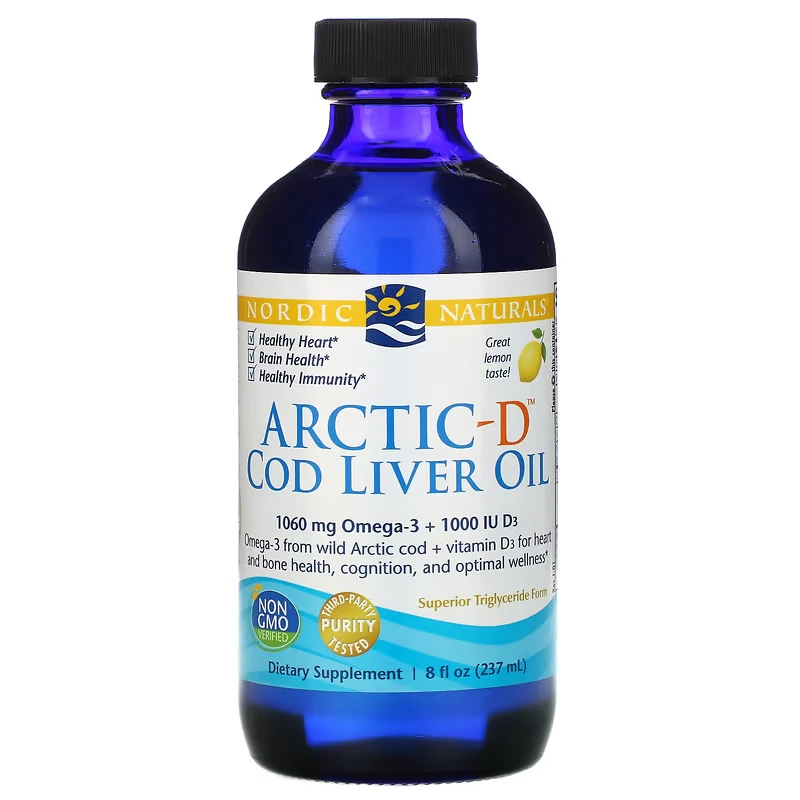 NORDIC NATURALS®
Healthy Heart*
Brain Health*
Healthy Immunity*
Great
lemon
taste!
ARCTIC-D™
COD LIVER OIL
1060 mg Omega-3 + 1000 IU D3
Omega-3 from wild Arctic cod + vitamin D3 for heart
and bone health, cognition, and optimal wellness*
Superior Triglyceride Form
NON
GMO
VERIFIED
THIRD-PARTY
PURITY
TESTED
Dietary Supplement | 8 fl oz (237 mL)